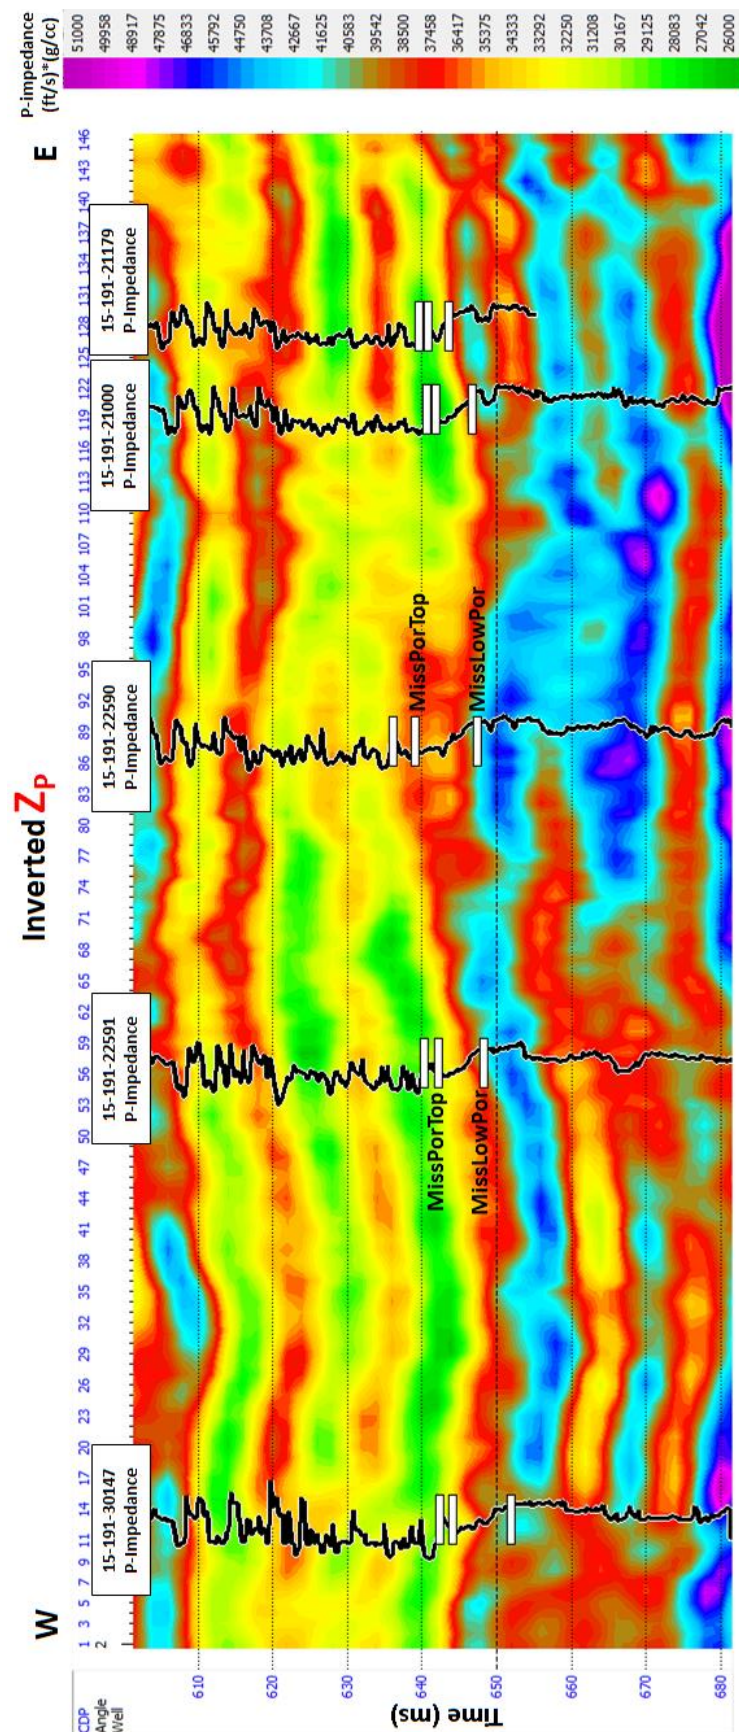 Inverted ZP
W
E
P-impedance
(ft/s)*(g/cc)
51000
49958
48917
47875
46833
45792
44750
43708
42667
41625
40583
39542
38500
37458
36417
35375
34333
33292
32250
31208
30167
29125
28083
27042
26000
CDP 1 3 5 7 9 11 14 17 20 23 26 29 32 35 38 41 44 47 50 53 56 59 62 65 68 71 74 77 80 83 86 89 92 95 98 101 104 107 110 113 116 119 122 125 128 131 134 137 140 143 146
Angle 2
Well
15-191-30147
P-Impedance
15-191-22591
P-Impedance
15-191-22590
P-Impedance
15-191-21000
P-Impedance
15-191-21179
P-Impedance
610
620
630
640
650
660
670
680
Time (ms)
MissPorTop
MissLowPor
MissPorTop
MissLowPor